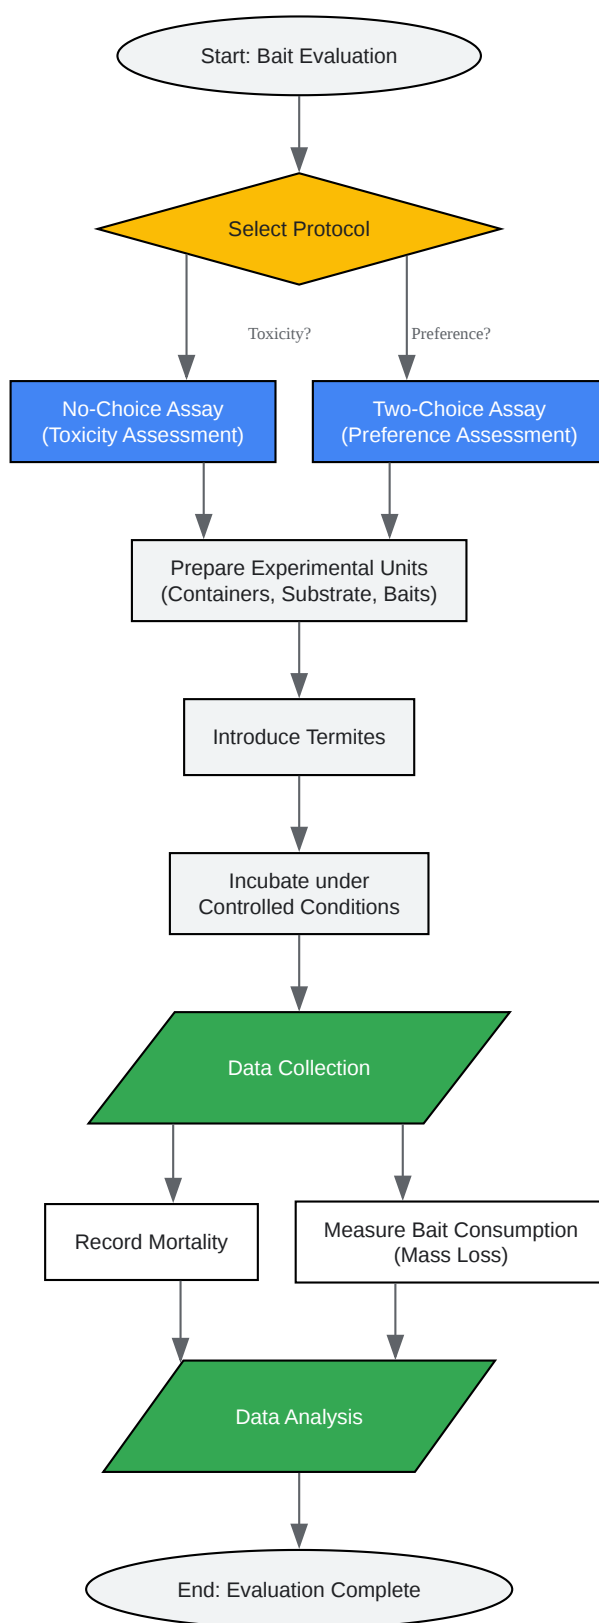 Start: Bait Evaluation
Select Protocol
Toxicity?
Preference?
No-Choice Assay
(Toxicity Assessment)
Two-Choice Assay
(Preference Assessment)
Prepare Experimental Units
(Containers, Substrate, Baits)
Introduce Termites
Incubate under
Controlled Conditions
Data Collection
Record Mortality
Measure Bait Consumption
(Mass Loss)
Data Analysis
End: Evaluation Complete